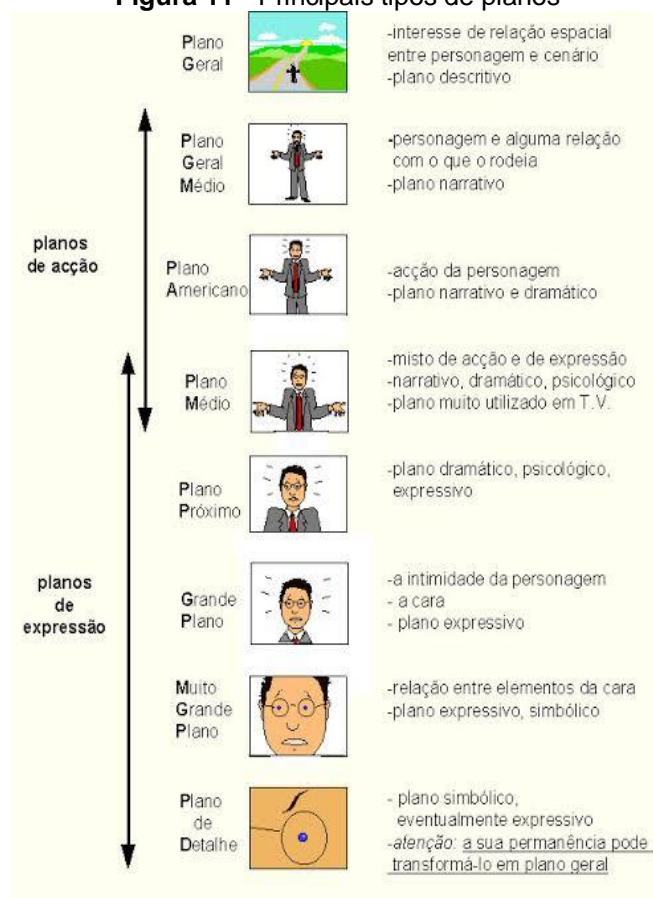 Figura 11 - Principais tipos de planos
Plano
Geral
-interesse de relação espacial
entre personagem e cenário
-plano descritivo
Plano
Geral
Médio
-personagem e alguma relação
com o que o rodeia
-plano narrativo
planos
de acção
Plano
Americano
-acção da personagem
-plano narrativo e dramático
Plano
Médio
-misto de acção e de expressão
-narrativo, dramático, psicológico
-plano muito utilizado em T.V.
Plano
Próximo
-plano dramático, psicológico,
expressivo
planos
de
expressão
Grande
Plano
-a intimidade da personagem
- a cara
- plano expressivo
Muito
Grande
Plano
-relação entre elementos da cara
-plano expressivo, simbólico
Plano
de
Detalhe
- plano simbólico,
eventualmente expressivo
-atenção: a sua permanência pode
transformá-lo em plano geral